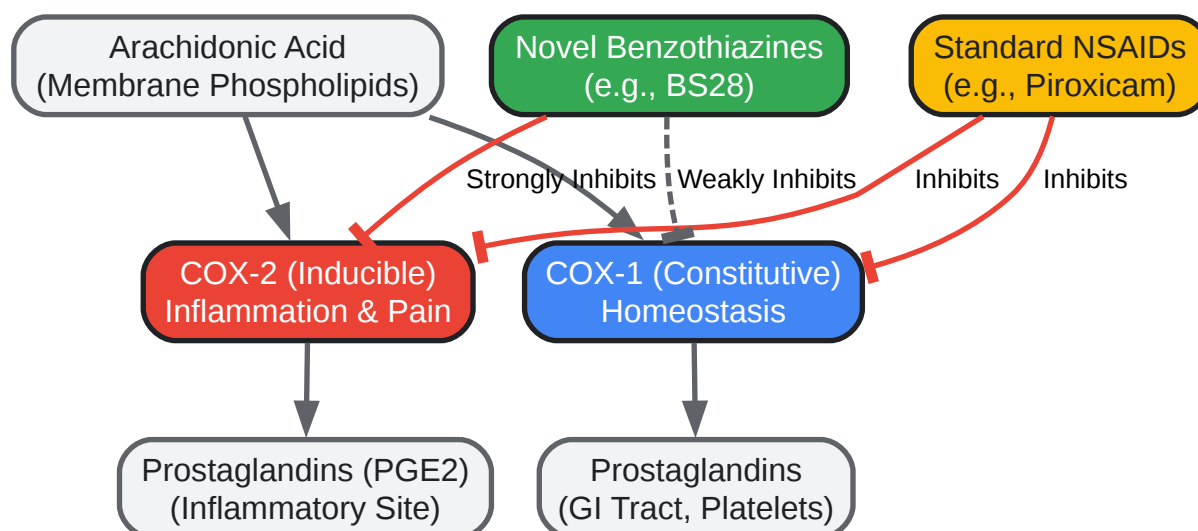 Arachidonic Acid
(Membrane Phospholipids)
Novel Benzothiazines
(e.g., BS28)
Standard NSAIDs
(e.g., Piroxicam)
Strongly Inhibits
Weakly Inhibits
Inhibits
Inhibits
COX-2 (Inducible)
Inflammation & Pain
COX-1 (Constitutive)
Homeostasis
Prostaglandins (PGE2)
(Inflammatory Site)
Prostaglandins
(GI Tract, Platelets)